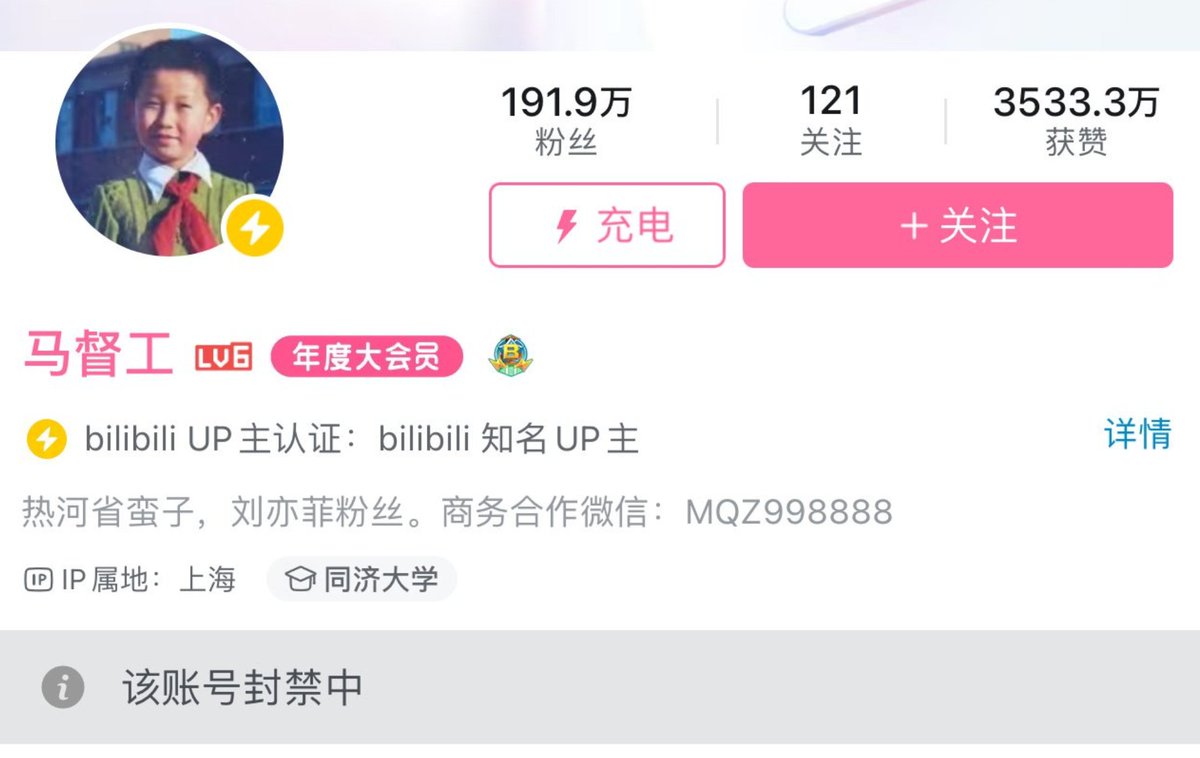 191.9万
粉丝
121
关注
3533.3万
获赞
充电
+ 关注
马督工 LV6 年度大会员
bilibili UP 主认证：bilibili 知名 UP 主
详情
热河省蛮子，刘亦菲粉丝。商务合作微信：MQZ998888
IP IP 属地：上海 同济大学
该账号封禁中